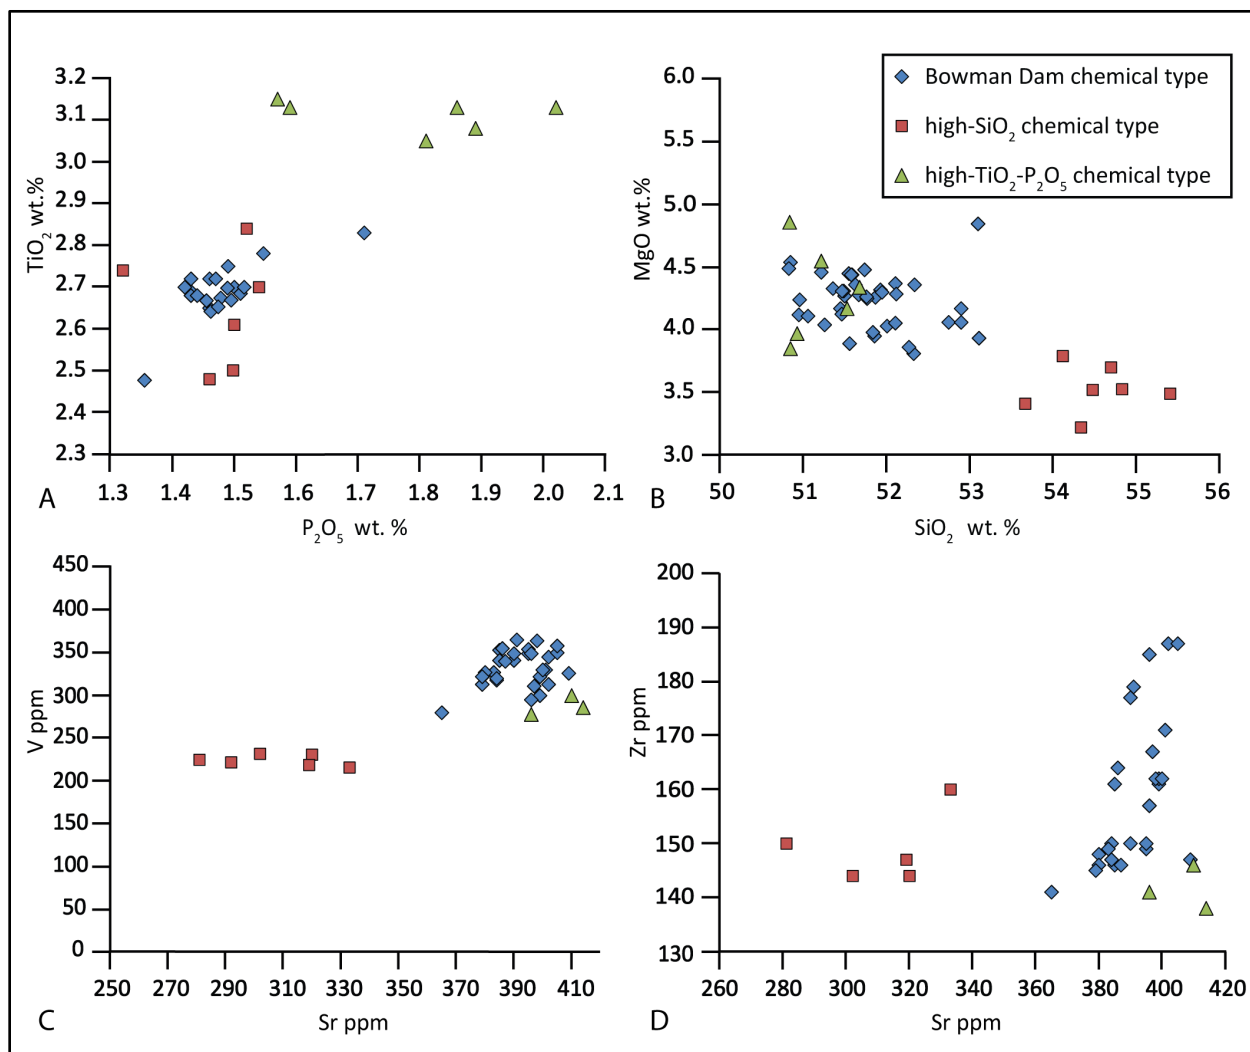 3.2
3.1
3.0
2.9
2.8
2.7
2.6
2.5
2.4
2.3
TiO2 wt.%
1.3 1.4 1.5 1.6 1.7 1.8 1.9 2.0 2.1
A
P2O5 wt. %
6.0
5.5
5.0
4.5
4.0
3.5
3.0
MgO wt.%
Bowman Dam chemical type
high-SiO2 chemical type
high-TiO2-P2O5 chemical type
50 51 52 53 54 55 56
B
SiO2 wt. %
450
400
350
300
250
200
150
100
50
0
V ppm
250 270 290 310 330 350 370 390 410
C
Sr ppm
200
190
180
170
160
150
140
130
Zr ppm
260 280 300 320 340 360 380 400 420
D
Sr ppm